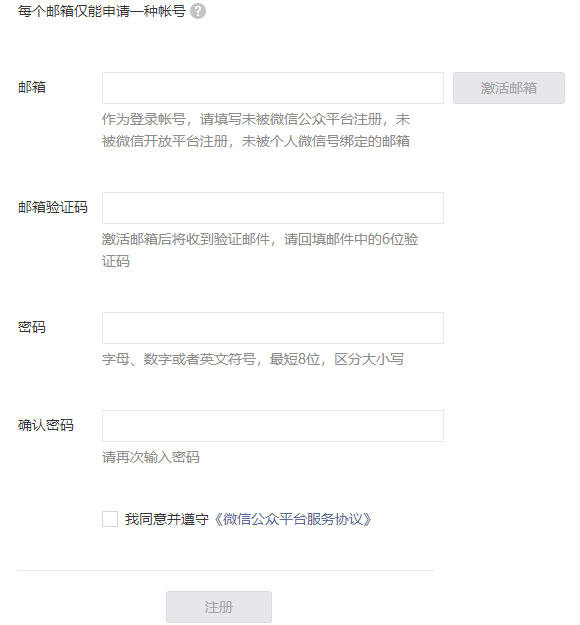 每个邮箱仅能申请一种帐号 ?
邮箱
激活邮箱
作为登录帐号，请填写未被微信公众平台注册，未
被微信开放平台注册，未被个人微信号绑定的邮箱
邮箱验证码
激活邮箱后将收到验证邮件，请回填邮件中的6位验
证码
密码
字母、数字或者英文符号，最短8位，区分大小写
确认密码
请再次输入密码
我同意并遵守《微信公众平台服务协议》
注册